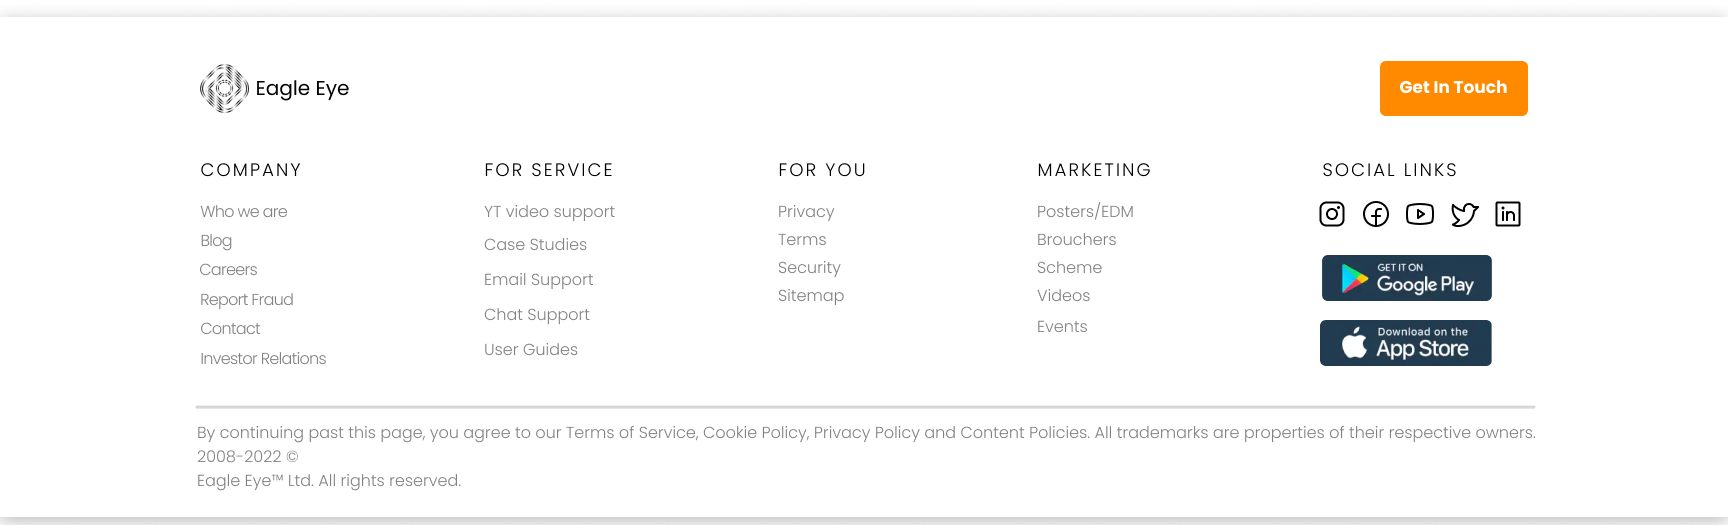 Eagle Eye
Get In Touch
COMPANY
Who we are
Blog
Careers
Report Fraud
Contact
Investor Relations
FOR SERVICE
YT video support
Case Studies
Email Support
Chat Support
User Guides
FOR YOU
Privacy
Terms
Security
Sitemap
MARKETING
Posters/EDM
Brouchers
Scheme
Videos
Events
SOCIAL LINKS
GET IT ON
Google Play
Download on the
App Store
By continuing past this page, you agree to our Terms of Service, Cookie Policy, Privacy Policy and Content Policies. All trademarks are properties of their respective owners.
2008-2022 ©
Eagle Eye™ Ltd. All rights reserved.